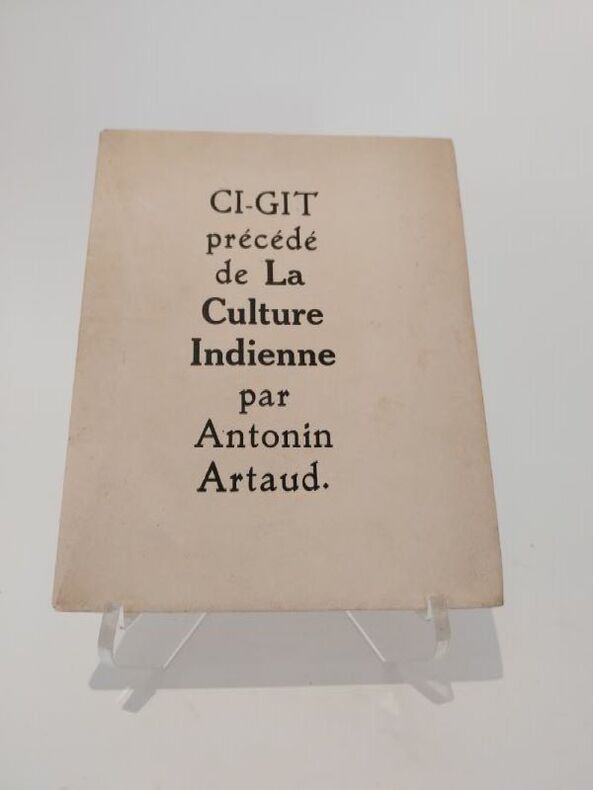 CI-GIT
précédé
de La
Culture
Indienne
par
Antonin
Artaud.